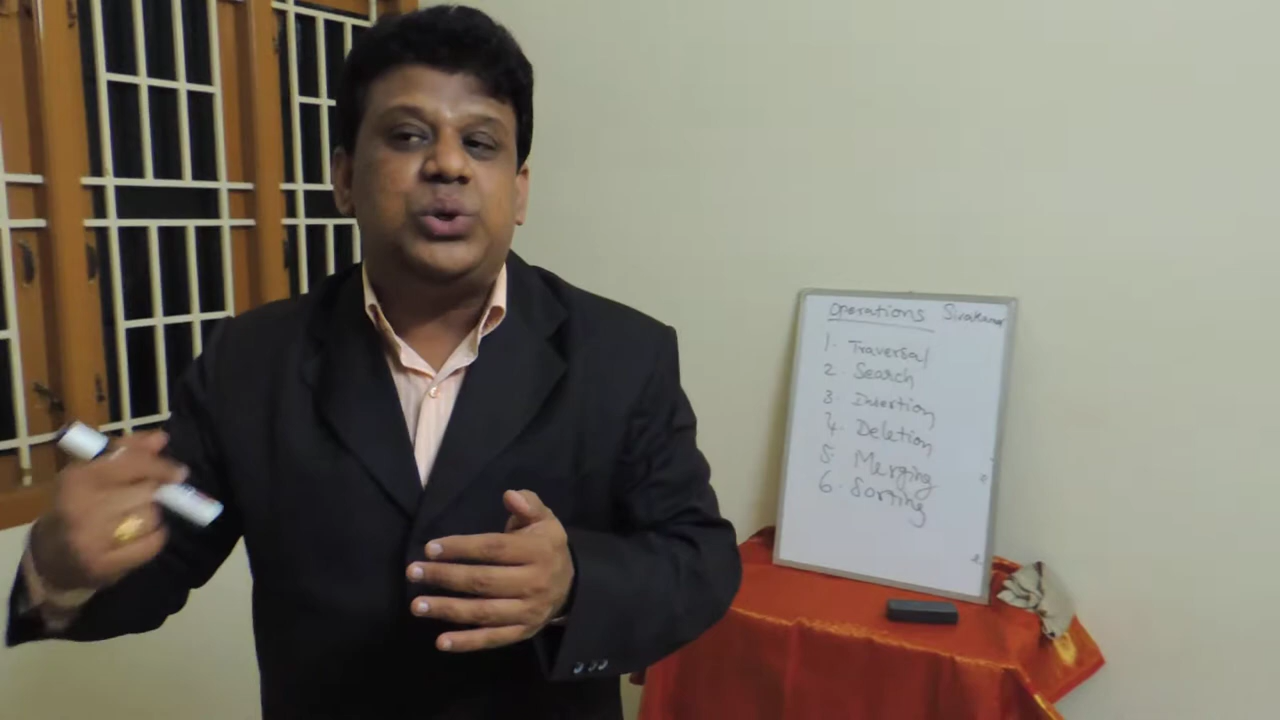 Operations Sivakumar
1. Traversal
2. Search
3. Insertion
4. Deletion
5. Merging
6. Sorting